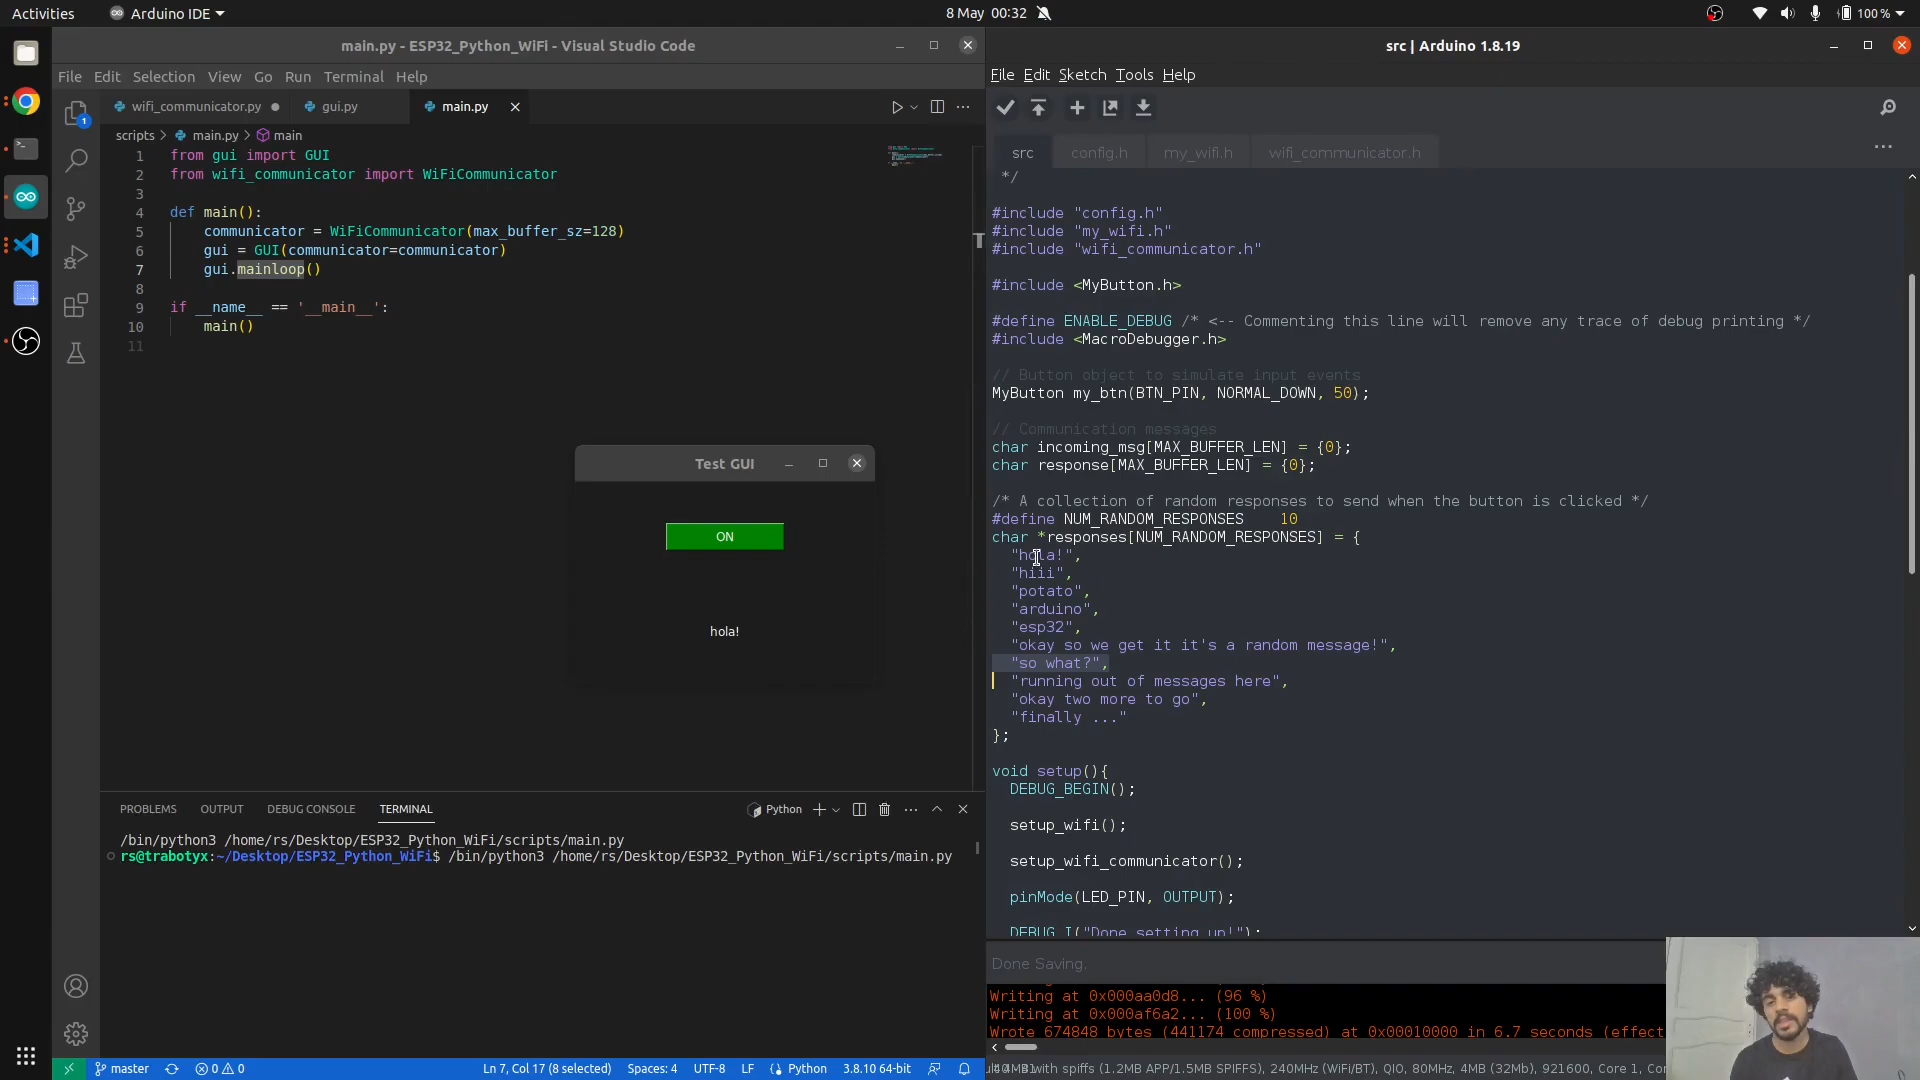 Activities
Arduino IDE
8 May 00:32
100 %
main.py - ESP32_Python_WiFi - Visual Studio Code
File Edit Selection View Go Run Terminal Help
wifi_communicator.py
gui.py
main.py
scripts > main.py > main
1 from gui import GUI
2 from wifi_communicator import WiFiCommunicator
3
4 def main():
5 communicator = WiFiCommunicator(max_buffer_sz=128)
6 gui = GUI(communicator=communicator)
7 gui.mainloop()
8
9 if __name__ == '__main__':
10 main()
11
Test GUI
ON
hola!
PROBLEMS OUTPUT DEBUG CONSOLE TERMINAL
Python
/bin/python3 /home/rs/Desktop/ESP32_Python_WiFi/scripts/main.py
rs@trabotyx:~/Desktop/ESP32_Python_WiFi$ /bin/python3 /home/rs/Desktop/ESP32_Python_WiFi/scripts/main.py
1
master
0 0
Ln 7, Col 17 (8 selected) Spaces: 4 UTF-8 LF Python 3.8.10 64-bit
src | Arduino 1.8.19
File Edit Sketch Tools Help
src config.h my_wifi.h wifi_communicator.h
*/
#include "config.h"
#include "my_wifi.h"
#include "wifi_communicator.h"
#include <MyButton.h>
#define ENABLE_DEBUG /* <-- Commenting this line will remove any trace of debug printing */
#include <MacroDebugger.h>
// Button object to simulate input events
MyButton my_btn(BTN_PIN, NORMAL_DOWN, 50);
// Communication messages
char incoming_msg[MAX_BUFFER_LEN] = {0};
char response[MAX_BUFFER_LEN] = {0};
/* A collection of random responses to send when the button is clicked */
#define NUM_RANDOM_RESPONSES 10
char *responses[NUM_RANDOM_RESPONSES] = {
"hola!",
"hiii",
"potato",
"arduino",
"esp32",
"okay so we get it it's a random message!",
"so what?",
"running out of messages here",
"okay two more to go",
"finally ..."
};
void setup(){
DEBUG_BEGIN();
setup_wifi();
setup_wifi_communicator();
pinMode(LED_PIN, OUTPUT);
DEBUG_I("Done setting up!");
Done Saving.
Writing at 0x000aa0d8... (96 %)
Writing at 0x000af6a2... (100 %)
Wrote 674848 bytes (441174 compressed) at 0x00010000 in 6.7 seconds (effect
4MB with spiffs (1.2MB APP/1.5MB SPIFFS), 240MHz (WiFi/BT), QIO, 80MHz, 4MB (32Mb), 921600, Core 1,